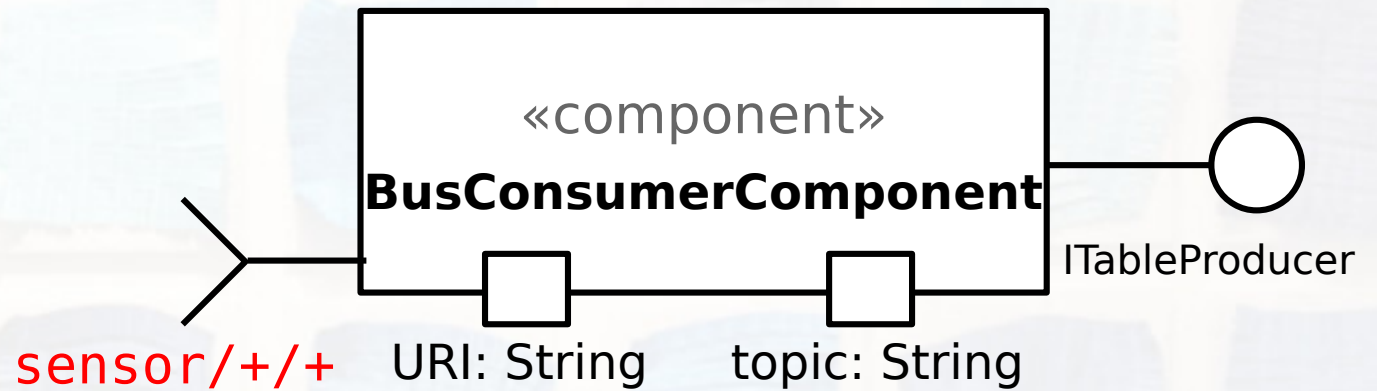 «component»
BusConsumerComponent
ITableProducer
sensor/+/+
URI: String
topic: String